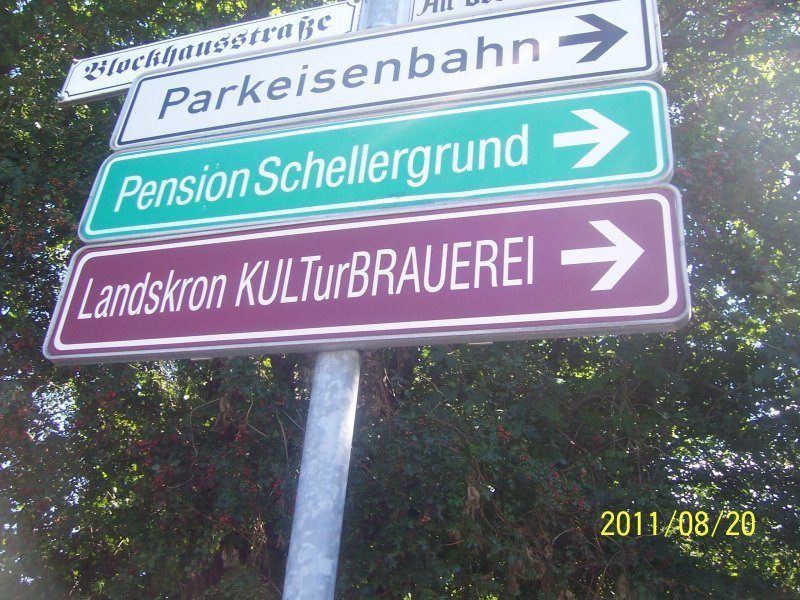 Blockhausstraße
Parkeisenbahn
Pension Schellergrund
Landskron KULTurBRAUEREI
2011/08/20